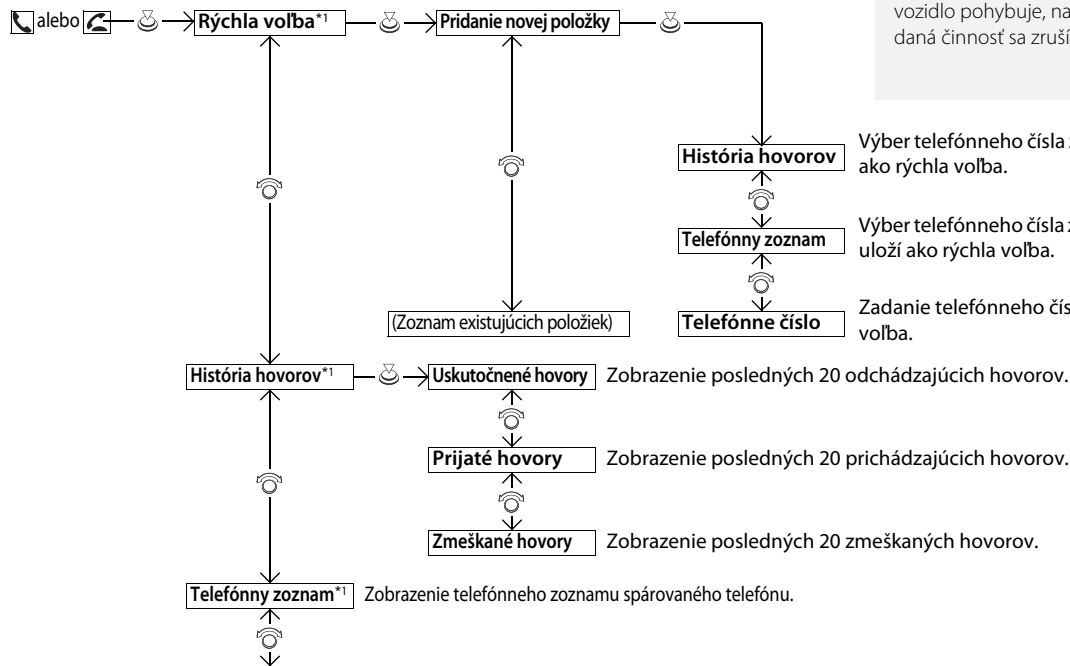 alebo
Rýchla voľba*1
Pridanie novej položky
vozidlo pohybuje, na
daná činnosť sa zruší
História hovorov
Výber telefónneho čísla
ako rýchla voľba.
Telefónny zoznam
Výber telefónneho čísla
uloží ako rýchla voľba.
Telefónne číslo
Zadanie telefónneho
voľba.
(Zoznam existujúcich položiek)
História hovorov*1
Uskutočnené hovory
Zobrazenie posledných 20 odchádzajúcich hovorov.
Prijaté hovory
Zobrazenie posledných 20 prichádzajúcich hovorov.
Zmeškané hovory
Zobrazenie posledných 20 zmeškaných hovorov.
Telefónny zoznam*1
Zobrazenie telefónneho zoznamu spárovaného telefónu.